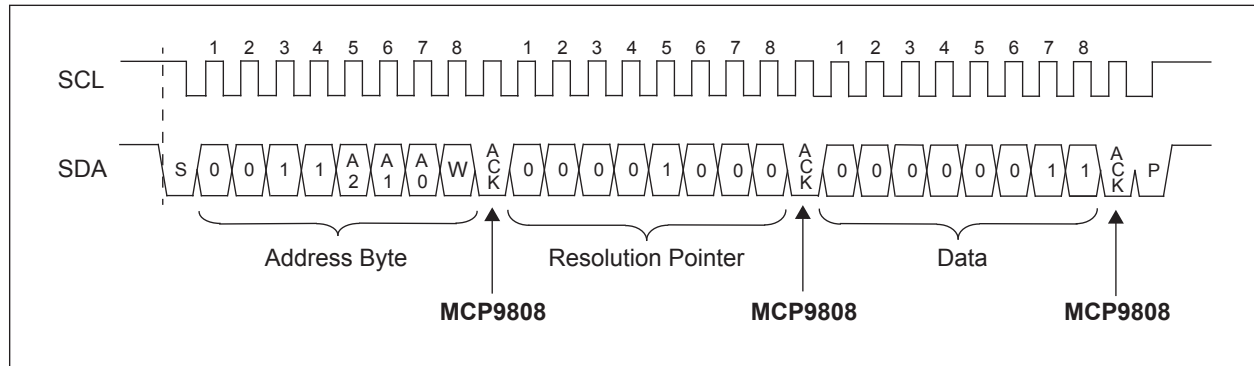 1 2 3 4 5 6 7 8 1 2 3 4 5 6 7 8 1 2 3 4 5 6 7 8
SCL
SDA S 0 0 1 1 A2 A1 A0 W ACK 0 0 0 0 1 0 0 0 ACK 0 0 0 0 0 0 1 1 ACK P
Address Byte Resolution Pointer Data
MCP9808 MCP9808 MCP9808